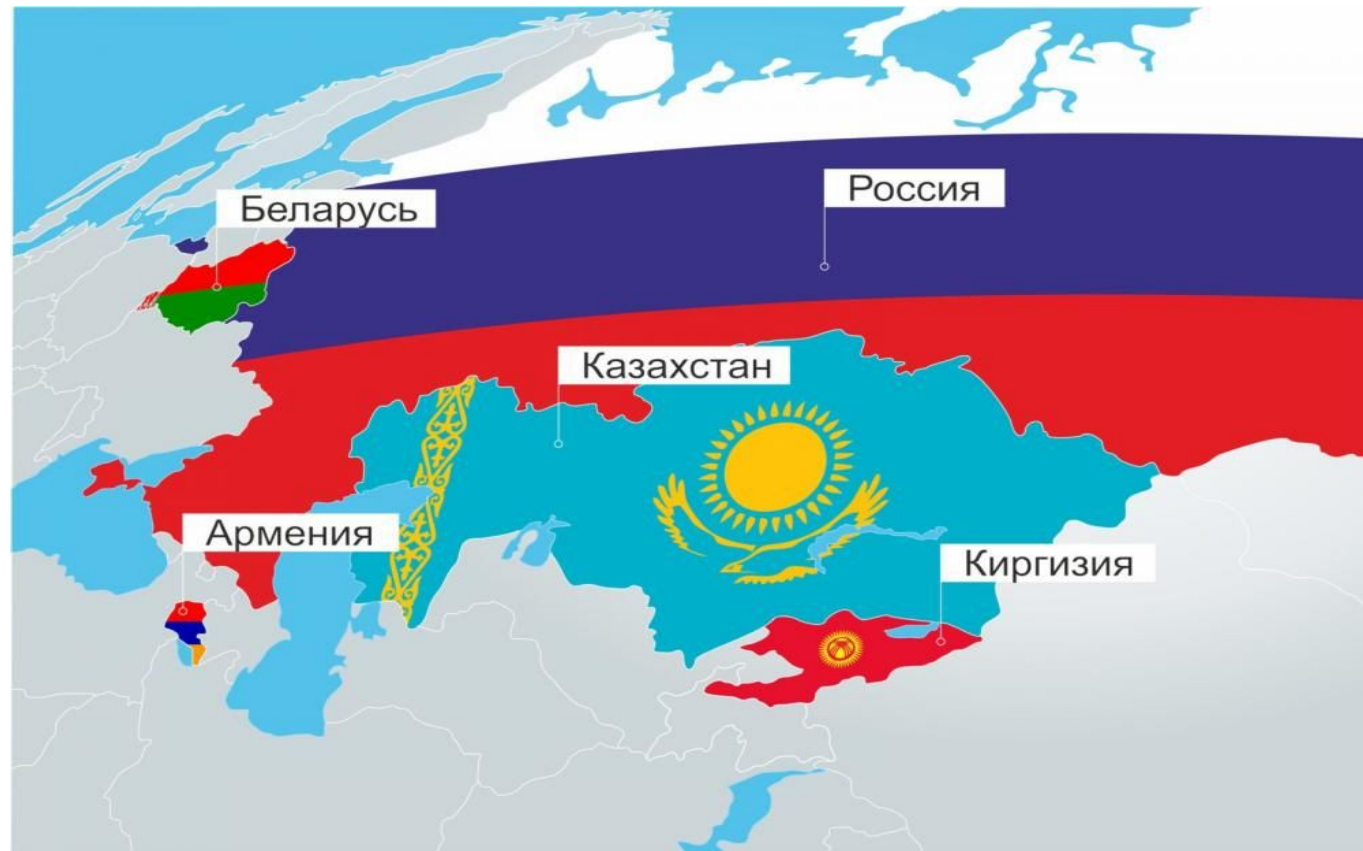 Беларусь
Россия
Казахстан
Армения
Киргизия